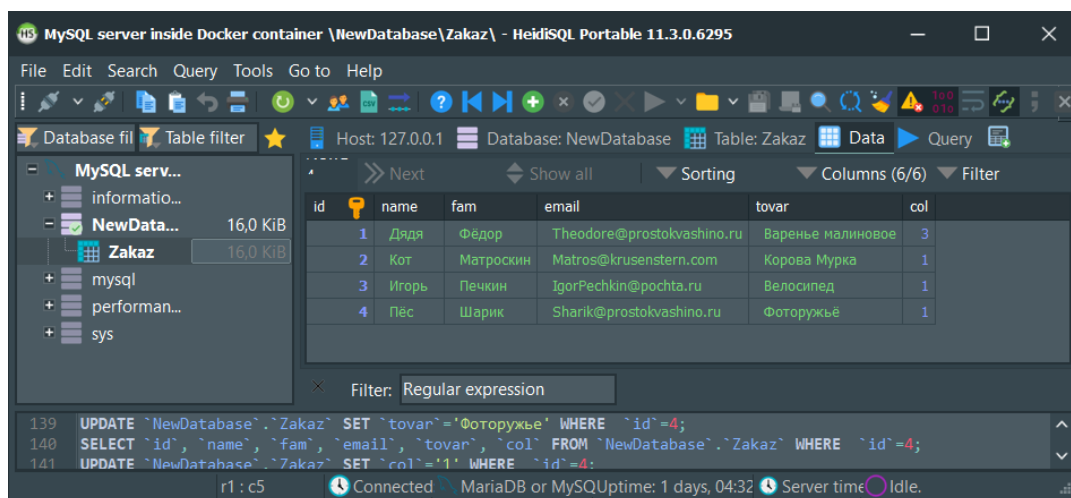 MySQL server inside Docker container \NewDatabase\Zakaz\ - HeidiSQL Portable 11.3.0.6295
File Edit Search Query Tools Go to Help
Database fil Table filter Host: 127.0.0.1 Database: NewDatabase Table: Zakaz Data Query
MySQL serv...
informatio...
NewData... 16,0 KiB
Zakaz 16,0 KiB
mysql
performan...
sys
Next Show all Sorting Columns (6/6) Filter
id name fam email tovar col
1 Дядя Фёдор Theodore@prostokvashino.ru Варенье малиновое 3
2 Кот Матроскин Matros@krusenstern.com Корова Мурка 1
3 Игорь Печкин IgorPechkin@pochta.ru Велосипед 1
4 Пёс Шарик Sharik@prostokvashino.ru Фоторужьё 1
Filter: Regular expression
139 UPDATE `NewDatabase`.`Zakaz` SET `tovar`='Фоторужье' WHERE `id`=4;
140 SELECT `id`, `name`, `fam`, `email`, `tovar`, `col` FROM `NewDatabase`.`Zakaz` WHERE `id`=4;
141 UPDATE `NewDatabase`.`Zakaz` SET `col`='1' WHERE `id`=4;
r1 : c5 Connected MariaDB or MySQ Uptime: 1 days, 04:32 Server time Idle.